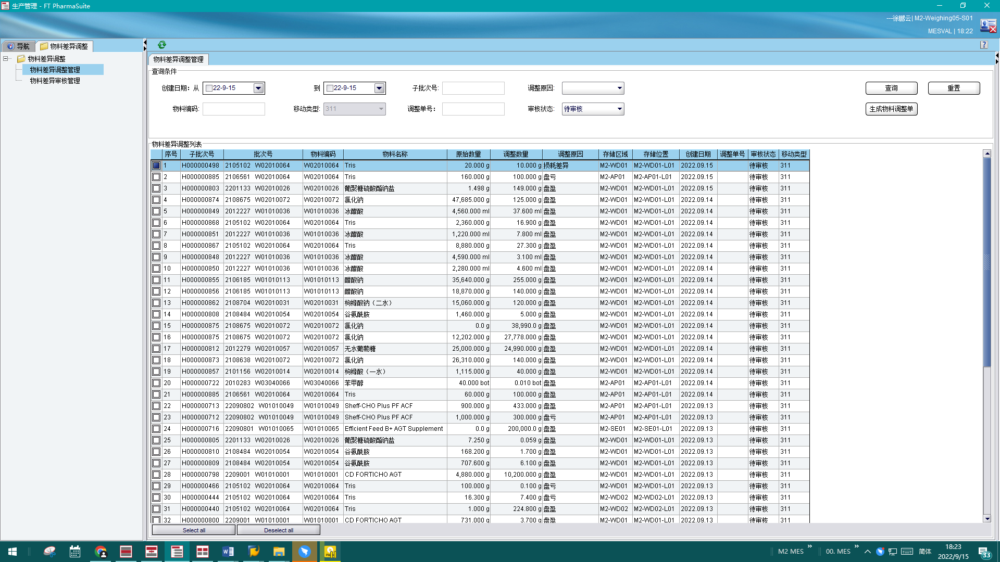 生产管理 - FT PharmaSuite
---徐鹏云| M2-Weighing05-S01
MESVAL | 18:22
导航 物料差异调整
物料差异调整
物料差异调整管理
物料差异审核管理
物料差异调整管理
查询条件
创建日期: 从 22-9-15 到 22-9-15 子批次号: 调整原因: 查询 重置
物料编码: 移动类型: 311 调整单号: 审核状态: 待审核 生成物料调整单
物料差异调整列表
序号 子批次号 批次号 物料编码 物料名称 原始数量 调整数量 调整原因 存储区域 存储位置 创建日期 调整单号 审核状态 移动类型
1 H000000498 2105102 W02010064 W02010064 Tris 20.000 g 10.000 g 损耗差异 M2-WD01 M2-WD01-L01 2022.09.15 待审核 311
2 H000000885 2106561 W02010064 W02010064 Tris 160.000 g 100.000 g 盘亏 M2-AP01 M2-AP01-L01 2022.09.15 待审核 311
3 H000000803 2201133 W02010026 W02010026 葡聚糖硫酸酯钠盐 1.498 g 149.000 g 盘盈 M2-WD01 M2-WD01-L01 2022.09.15 待审核 311
4 H000000874 2108675 W02010072 W02010072 氯化钠 47,685.000 g 125.000 g 盘盈 M2-WD01 M2-WD01-L01 2022.09.14 待审核 311
5 H000000849 2012227 W01010036 W01010036 冰醋酸 4,560.000 ml 37.600 ml 盘盈 M2-WD01 M2-WD01-L01 2022.09.14 待审核 311
6 H000000868 2105102 W02010064 W02010064 Tris 2,360.000 g 16.900 g 盘盈 M2-WD01 M2-WD01-L01 2022.09.14 待审核 311
7 H000000851 2012227 W01010036 W01010036 冰醋酸 1,220.000 ml 7.800 ml 盘盈 M2-WD01 M2-WD01-L01 2022.09.14 待审核 311
8 H000000867 2105102 W02010064 W02010064 Tris 8,880.000 g 27.300 g 盘盈 M2-WD01 M2-WD01-L01 2022.09.14 待审核 311
9 H000000848 2012227 W01010036 W01010036 冰醋酸 4,590.000 ml 3.100 ml 盘盈 M2-WD01 M2-WD01-L01 2022.09.14 待审核 311
10 H000000850 2012227 W01010036 W01010036 冰醋酸 2,280.000 ml 4.600 ml 盘盈 M2-WD01 M2-WD01-L01 2022.09.14 待审核 311
11 H000000855 2106185 W01010113 W01010113 醋酸钠 35,640.000 g 255.000 g 盘盈 M2-WD01 M2-WD01-L01 2022.09.14 待审核 311
12 H000000856 2106185 W01010113 W01010113 醋酸钠 18,870.000 g 140.000 g 盘盈 M2-WD01 M2-WD01-L01 2022.09.14 待审核 311
13 H000000862 2108704 W02010031 W02010031 枸橼酸钠（二水） 15,060.000 g 120.000 g 盘盈 M2-WD01 M2-WD01-L01 2022.09.14 待审核 311
14 H000000808 2108484 W02010054 W02010054 谷氨酰胺 1,460.000 g 5.000 g 盘盈 M2-WD01 M2-WD01-L01 2022.09.14 待审核 311
15 H000000875 2108675 W02010072 W02010072 氯化钠 0.0 g 38,990.0 g 盘盈 M2-WD01 M2-WD01-L01 2022.09.14 待审核 311
16 H000000875 2108675 W02010072 W02010072 氯化钠 12,202.000 g 27,778.000 g 盘盈 M2-WD01 M2-WD01-L01 2022.09.14 待审核 311
17 H000000812 2012279 W02010057 W02010057 无水葡萄糖 25,000.000 g 24,990.000 g 盘盈 M2-WD01 M2-WD01-L01 2022.09.14 待审核 311
18 H000000873 2108638 W02010072 W02010072 氯化钠 26,310.000 g 140.000 g 盘盈 M2-WD01 M2-WD01-L01 2022.09.14 待审核 311
19 H000000857 2101156 W02010014 W02010014 枸橼酸（一水） 1,115.000 g 40.000 g 盘盈 M2-WD01 M2-WD01-L01 2022.09.14 待审核 311
20 H000000722 2010283 W03040066 W03040066 苯甲醇 40.000 bot 0.010 bot 盘盈 M2-AP01 M2-AP01-L01 2022.09.14 待审核 311
21 H000000885 2106561 W02010064 W02010064 Tris 60.000 g 100.000 g 盘盈 M2-AP01 M2-AP01-L01 2022.09.14 待审核 311
22 H000000713 22090802 W01010049 W01010049 Sheff-CHO Plus PF ACF 900.000 g 433.000 g 盘盈 M2-AP01 M2-AP01-L01 2022.09.13 待审核 311
23 H000000712 22090802 W01010049 W01010049 Sheff-CHO Plus PF ACF 1,000.000 g 300.000 g 盘亏 M2-AP01 M2-AP01-L01 2022.09.13 待审核 311
24 H000000716 22090801 W01010065 W01010065 Efficient Feed B+ AGT Supplement 0.0 g 200,000.0 g 盘盈 M2-SE01 M2-SE01-L01 2022.09.13 待审核 311
25 H000000805 2201133 W02010026 W02010026 葡聚糖硫酸酯钠盐 7.250 g 0.059 g 盘盈 M2-WD01 M2-WD01-L01 2022.09.13 待审核 311
26 H000000810 2108484 W02010054 W02010054 谷氨酰胺 168.200 g 1.700 g 盘盈 M2-WD01 M2-WD01-L01 2022.09.13 待审核 311
27 H000000809 2108484 W02010054 W02010054 谷氨酰胺 707.600 g 6.100 g 盘盈 M2-WD01 M2-WD01-L01 2022.09.13 待审核 311
28 H000000798 2209001 W01010001 W01010001 CD FORTICHO AGT 4,880.000 g 10,200.000 g 盘盈 M2-WD01 M2-WD01-L01 2022.09.13 待审核 311
29 H000000466 2105102 W02010064 W02010064 Tris 100.000 g 0.100 g 盘亏 M2-WD01 M2-WD01-L01 2022.09.13 待审核 311
30 H000000444 2105102 W02010064 W02010064 Tris 16.300 g 7.400 g 盘亏 M2-WD02 M2-WD02-L01 2022.09.13 待审核 311
31 H000000440 2105102 W02010064 W02010064 Tris 1.000 g 224.800 g 盘盈 M2-WD02 M2-WD02-L01 2022.09.13 待审核 311
32 H000000800 2209001 W01010001 W01010001 CD FORTICHO AGT 731.000 g 3.700 g 盘盈 M2-WD01 M2-WD01-L01 2022.09.13 待审核 311
Select all Deselect all
M2 MES 00. MES 简体 18:23
2022/9/15 33